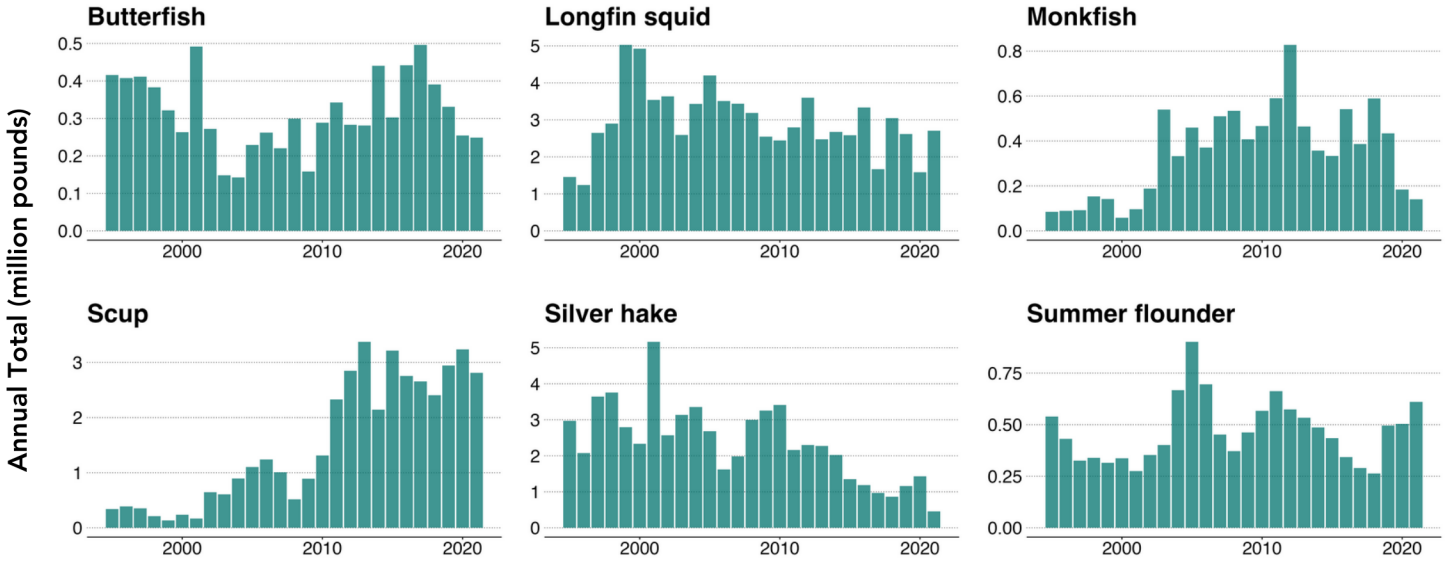 Annual Total (million pounds)
Butterfish
0.5
0.4
0.3
0.2
0.1
0.0
2000 2010 2020
Longfin squid
5
4
3
2
1
0
2000 2010 2020
Monkfish
0.8
0.6
0.4
0.2
0.0
2000 2010 2020
Scup
3
2
1
0
2000 2010 2020
Silver hake
5
4
3
2
1
0
2000 2010 2020
Summer flounder
0.75
0.50
0.25
0.00
2000 2010 2020